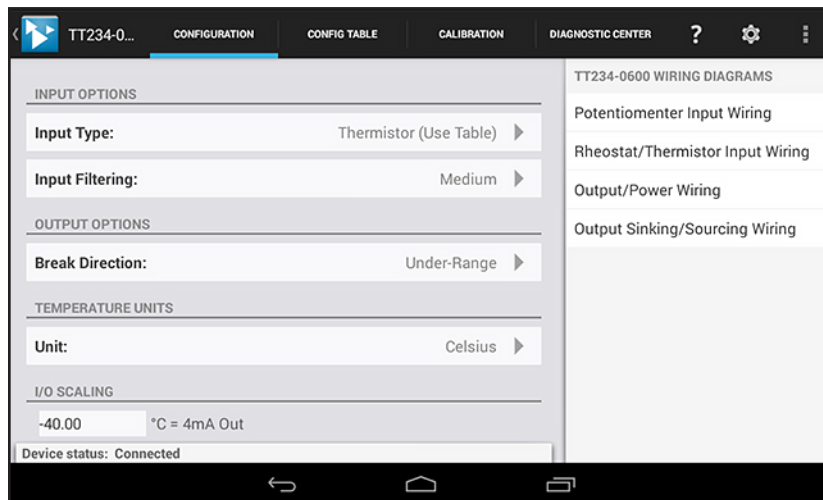 TT234-0... CONFIGURATION CONFIG TABLE CALIBRATION DIAGNOSTIC CENTER ?
INPUT OPTIONS
Input Type: Thermistor (Use Table)
Input Filtering: Medium
OUTPUT OPTIONS
Break Direction: Under-Range
TEMPERATURE UNITS
Unit: Celsius
I/O SCALING
-40.00 °C = 4mA Out
Device status: Connected
TT234-0600 WIRING DIAGRAMS
Potentiomenter Input Wiring
Rheostat/Thermistor Input Wiring
Output/Power Wiring
Output Sinking/Sourcing Wiring